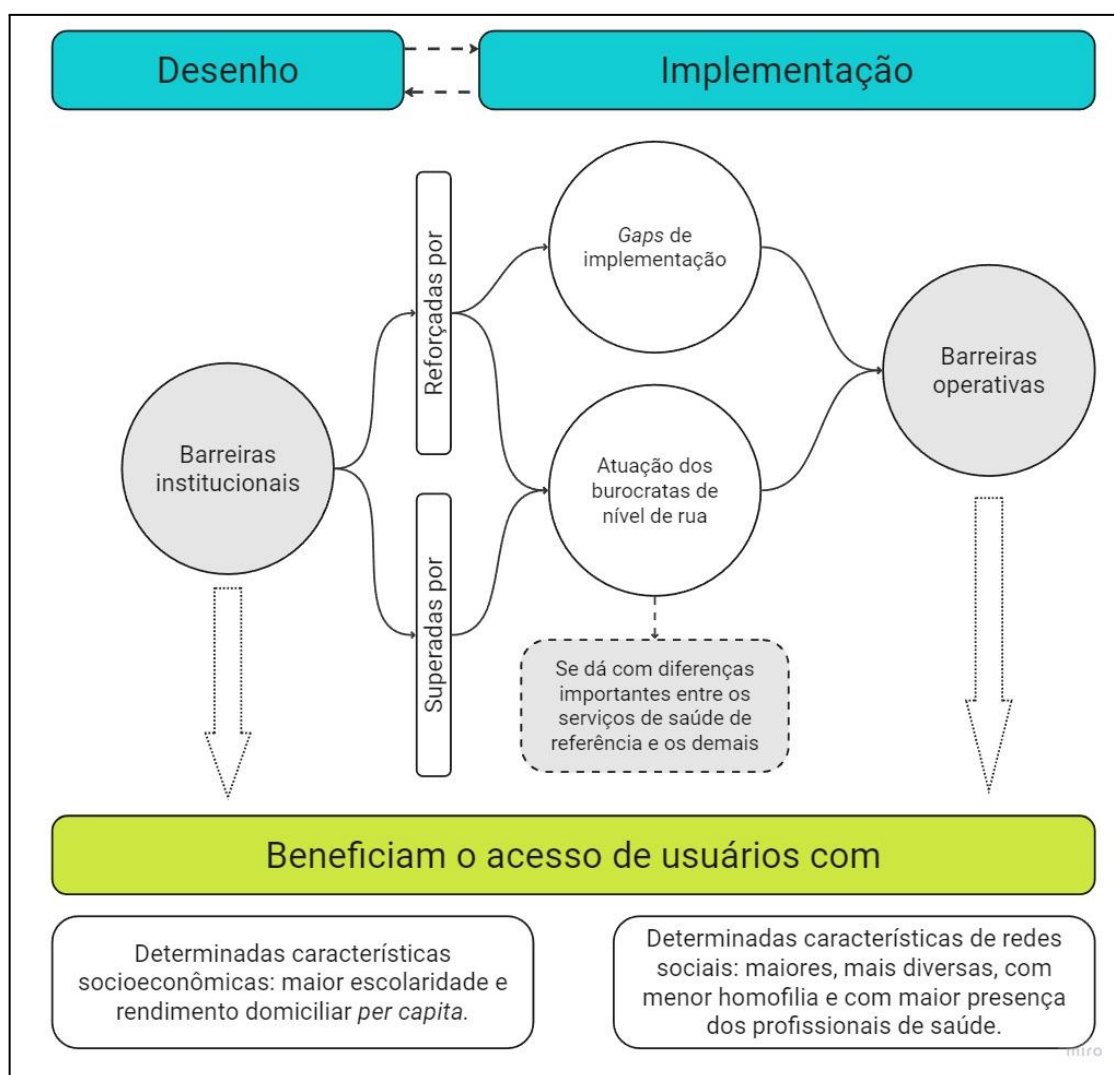 Desenho
Implementação
Reforçadas por
Gaps de
implementação
Barreiras
operativas
Barreiras
institucionais
Atuação dos
burocratas de
nível de rua
Superadas por
Se dá com diferenças
importantes entre os
serviços de saúde de
referência e os demais
Beneficiam o acesso de usuários com
Determinadas características
socioeconômicas: maior escolaridade e
rendimento domiciliar per capita.
Determinadas características de redes
sociais: maiores, mais diversas, com
menor homofilia e com maior presença
dos profissionais de saúde.
miro